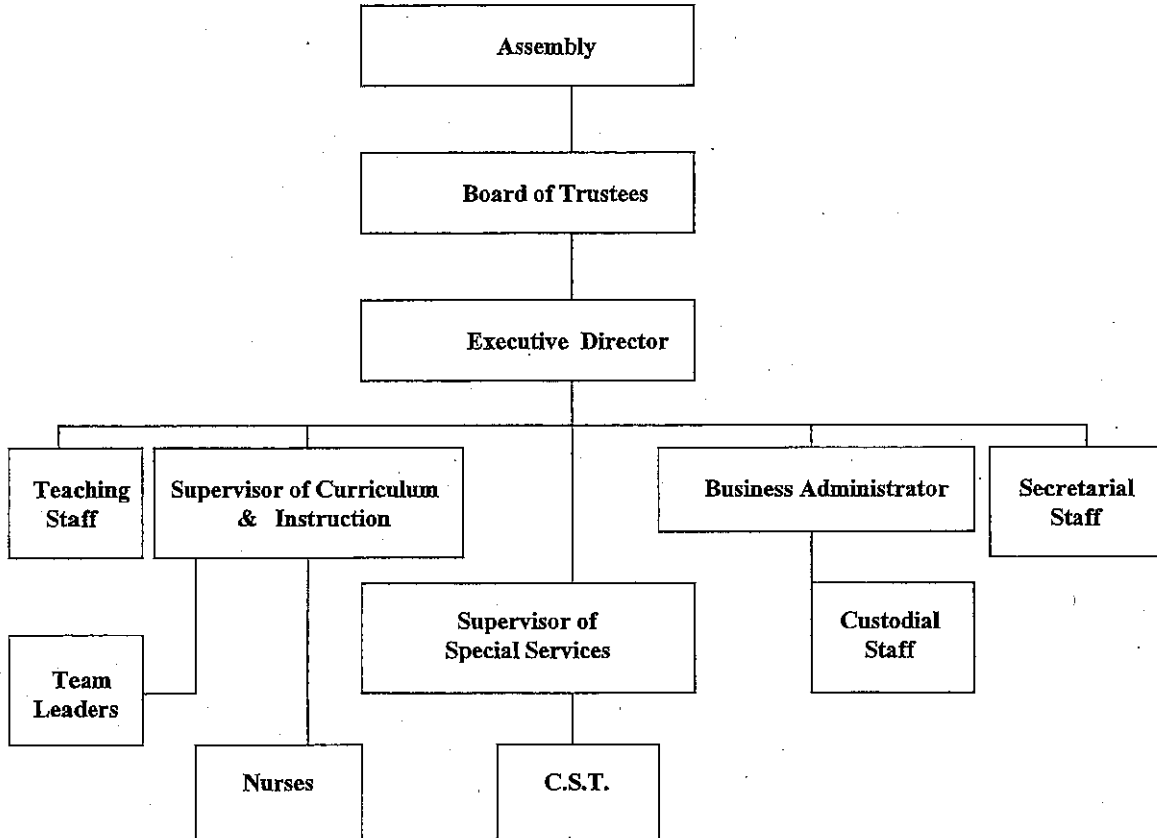 Assembly
Board of Trustees
Executive Director
Teaching
Staff
Supervisor of Curriculum
& Instruction
Business Administrator
Secretarial
Staff
Supervisor of
Special Services
Custodial
Staff
Team
Leaders
Nurses
C.S.T.